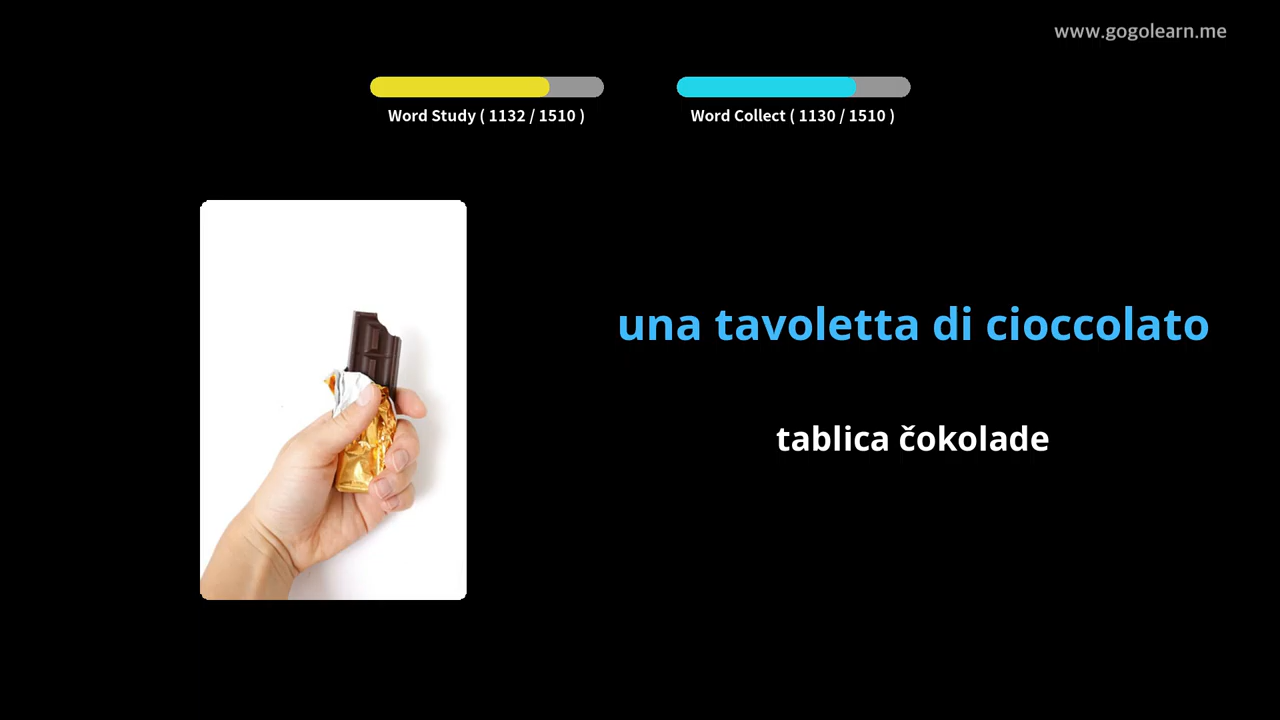 www.gogolearn.me
Word Study ( 1132 / 1510 )
Word Collect ( 1130 / 1510 )
una tavoletta di cioccolato
tablica čokolade